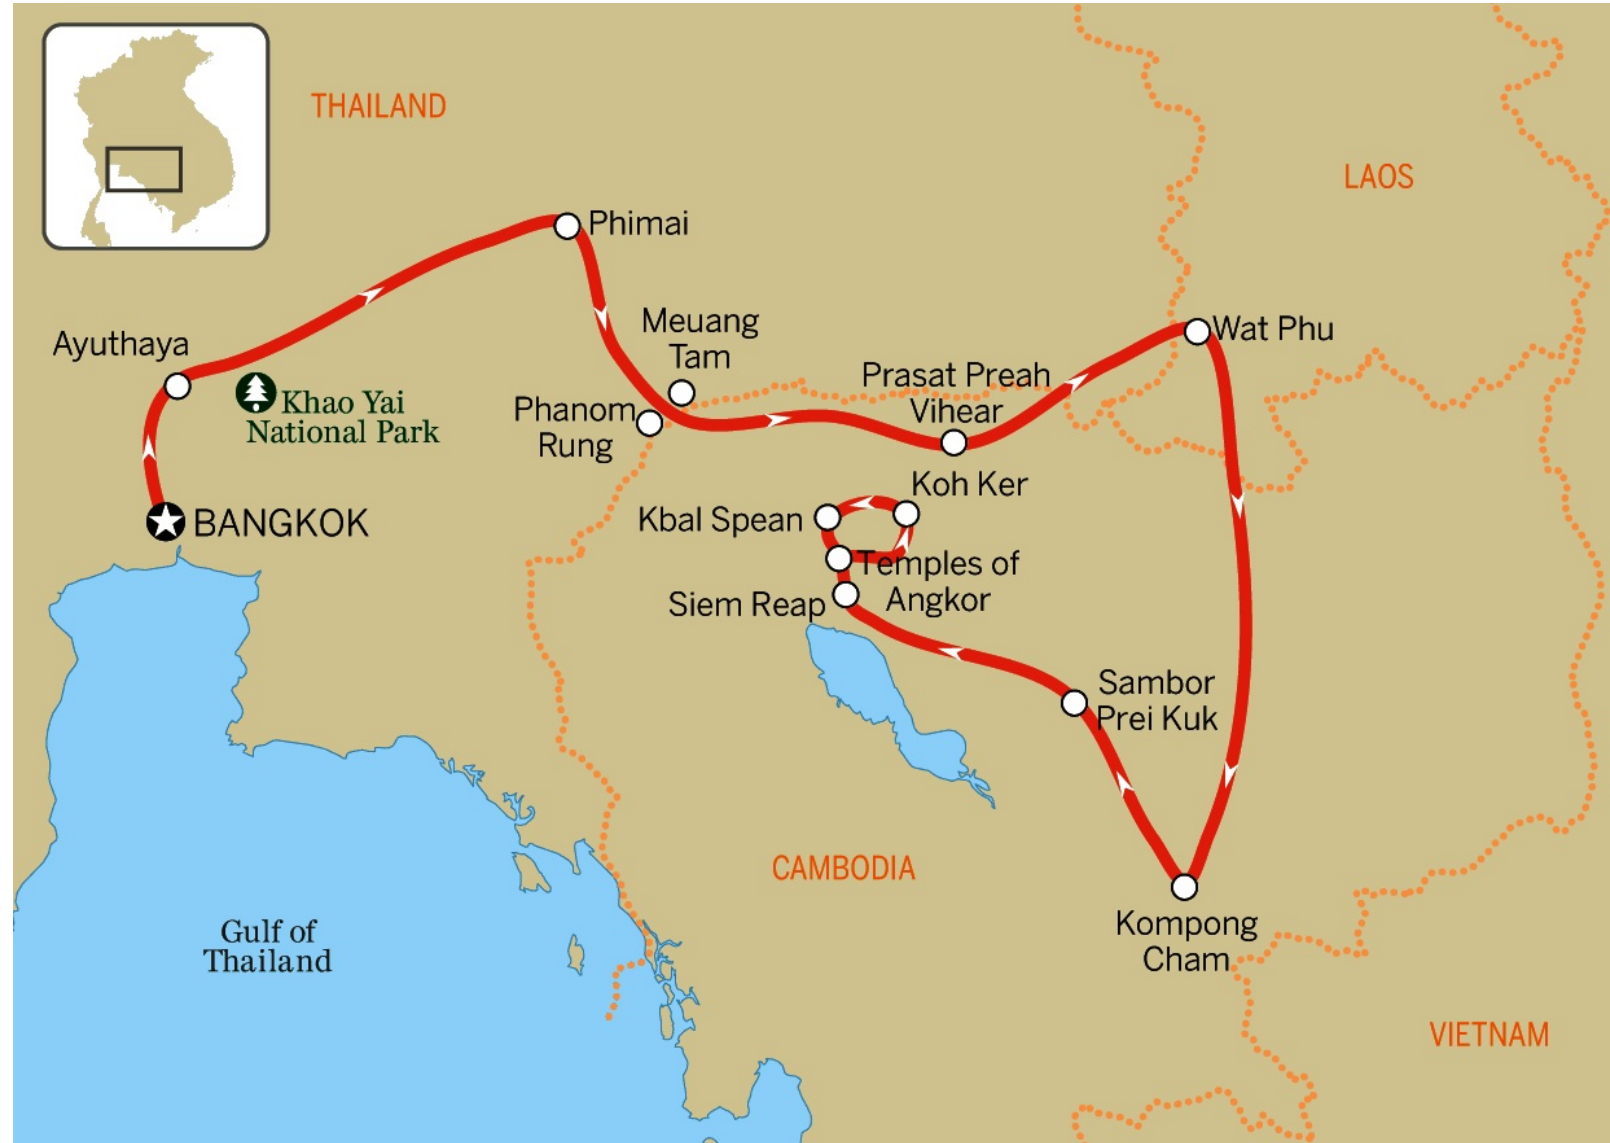 THAILAND
LAOS
Phimai
Meuang
Tam
Wat Phu
Ayuthaya
Prasat Preah
Vihear
Khao Yai
National Park
Phanom
Rung
Koh Ker
BANGKOK
Kbal Spean
Temples of
Angkor
Siem Reap
Sambor
Prei Kuk
CAMBODIA
Gulf of
Thailand
Kompong
Cham
VIETNAM